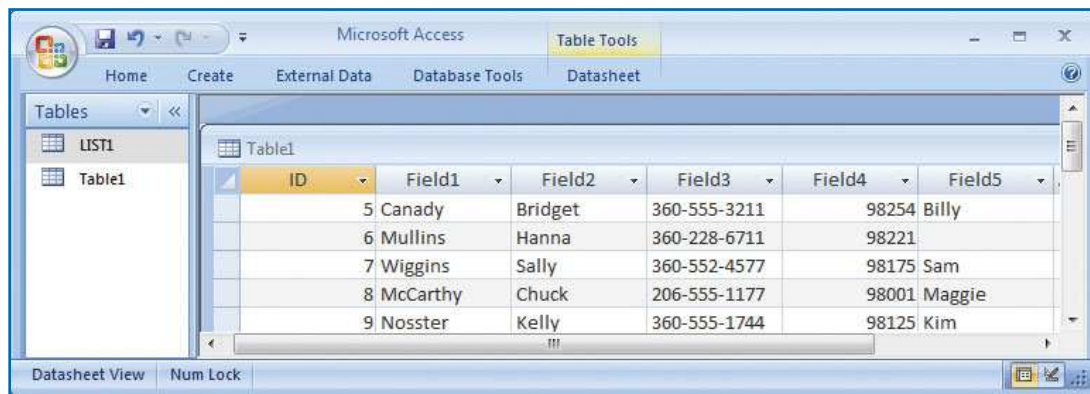 Microsoft Access Table Tools
Home Create External Data Database Tools Datasheet
Tables
LIST1
Table1
Table1
ID Field1 Field2 Field3 Field4 Field5
5 Canady Bridget 360-555-3211 98254 Billy
6 Mullins Hanna 360-228-6711 98221
7 Wiggins Sally 360-552-4577 98175 Sam
8 McCarthy Chuck 206-555-1177 98001 Maggie
9 Nosster Kelly 360-555-1744 98125 Kim
Datasheet View Num Lock